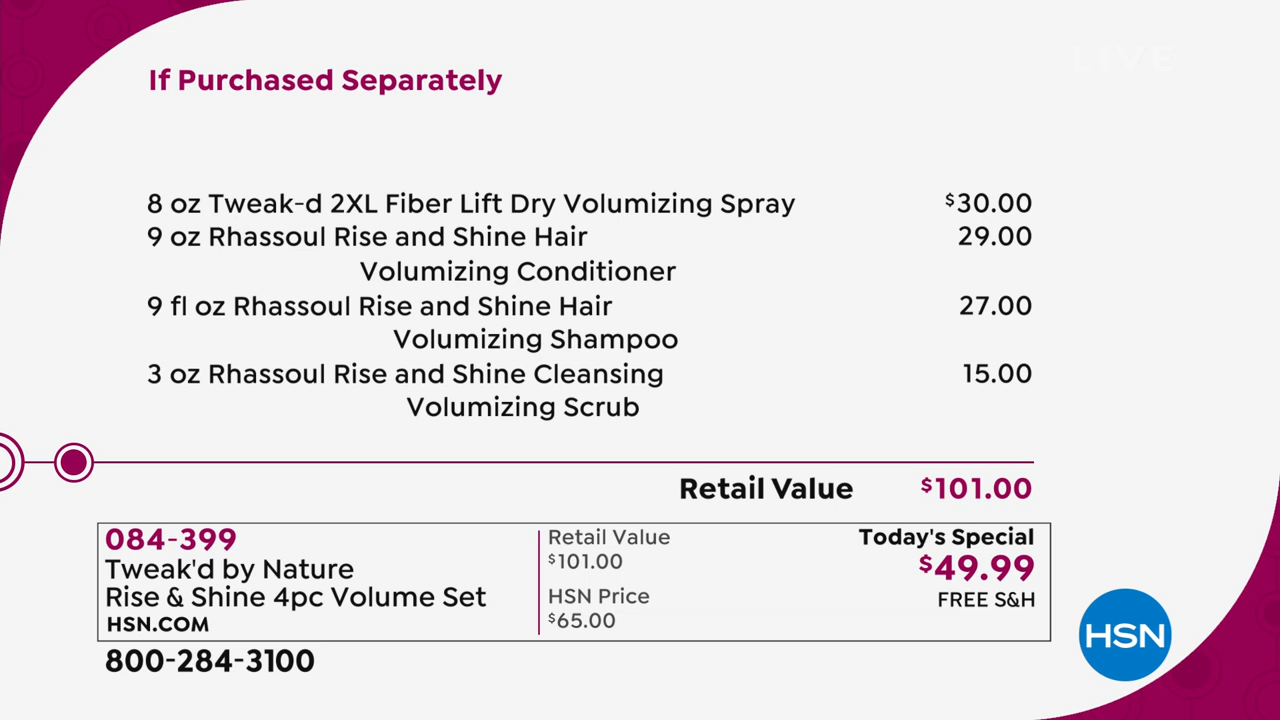 LIVE
If Purchased Separately
8 oz Tweak-d 2XL Fiber Lift Dry Volumizing Spray $30.00
9 oz Rhassoul Rise and Shine Hair 29.00
Volumizing Conditioner
9 fl oz Rhassoul Rise and Shine Hair 27.00
Volumizing Shampoo
3 oz Rhassoul Rise and Shine Cleansing 15.00
Volumizing Scrub
Retail Value $101.00
084-399
Tweak'd by Nature
Rise & Shine 4pc Volume Set
HSN.COM
Retail Value
$101.00
HSN Price
$65.00
Today's Special
$49.99
FREE S&H
800-284-3100
HSN